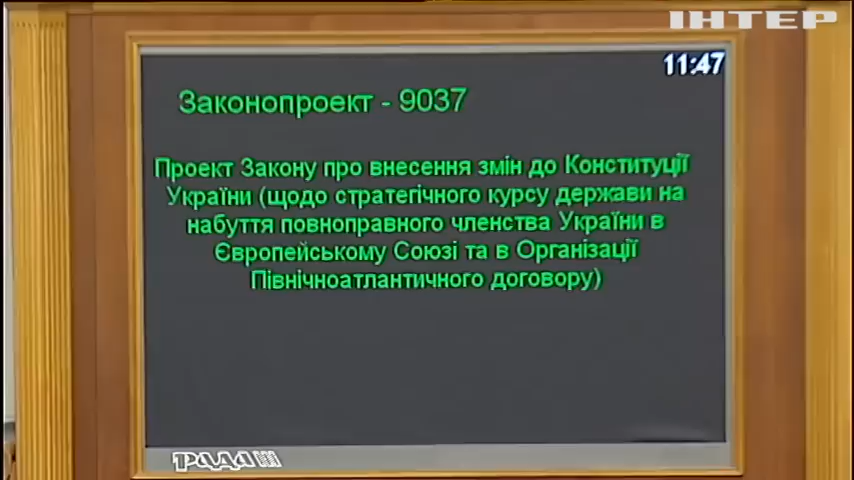 ІНТЕР
11:47
Законопроект - 9037
Проект Закону про внесення змін до Конституції
України (щодо стратегічного курсу держави на
набуття повноправного членства України в
Європейському Союзі та в Організації
Північноатлантичного договору)
РАДА